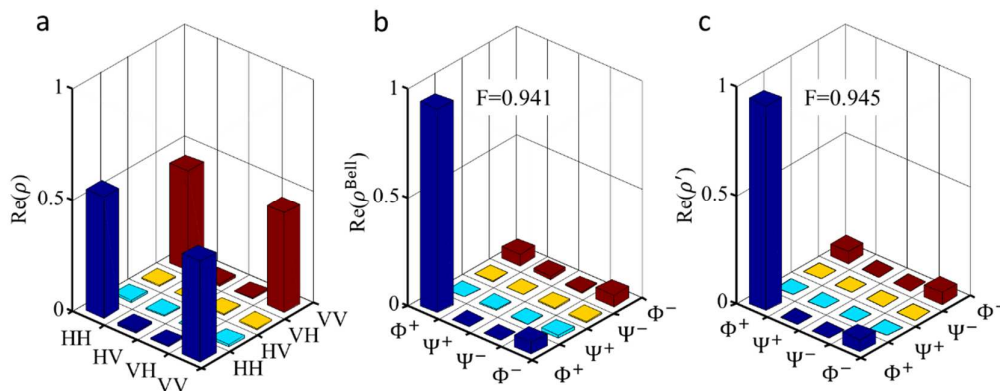 a
b
c
1
0.5
0
Re(ρ)
HH
HV
VH
VV
HH
HV
VH
VV
1
0.5
0
Re(ρ^Bell)
F=0.941
Φ⁺
Ψ⁺
Ψ⁻
Φ⁻
Φ⁺
Ψ⁺
Ψ⁻
Φ⁻
1
0.5
0
Re(ρ′)
F=0.945
Φ⁺
Ψ⁺
Ψ⁻
Φ⁻
Φ⁺
Ψ⁺
Ψ⁻
Φ⁻